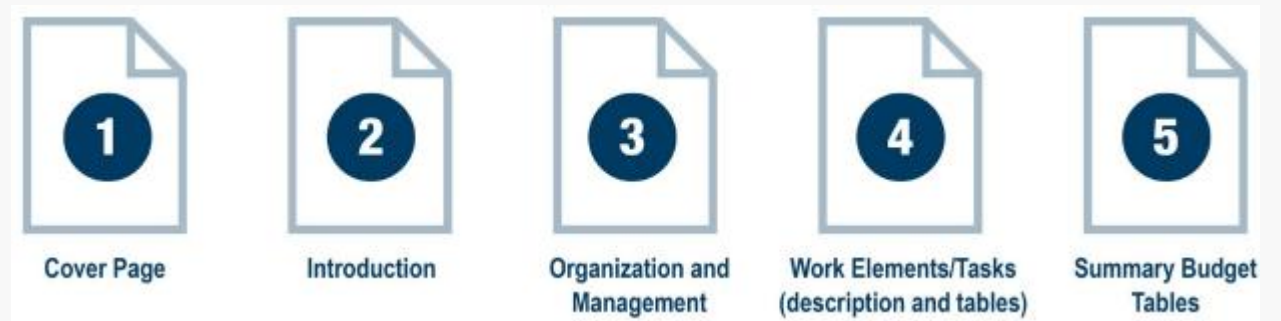 1
2
3
4
5
Cover Page
Introduction
Organization and
Management
Work Elements/Tasks
(description and tables)
Summary Budget
Tables